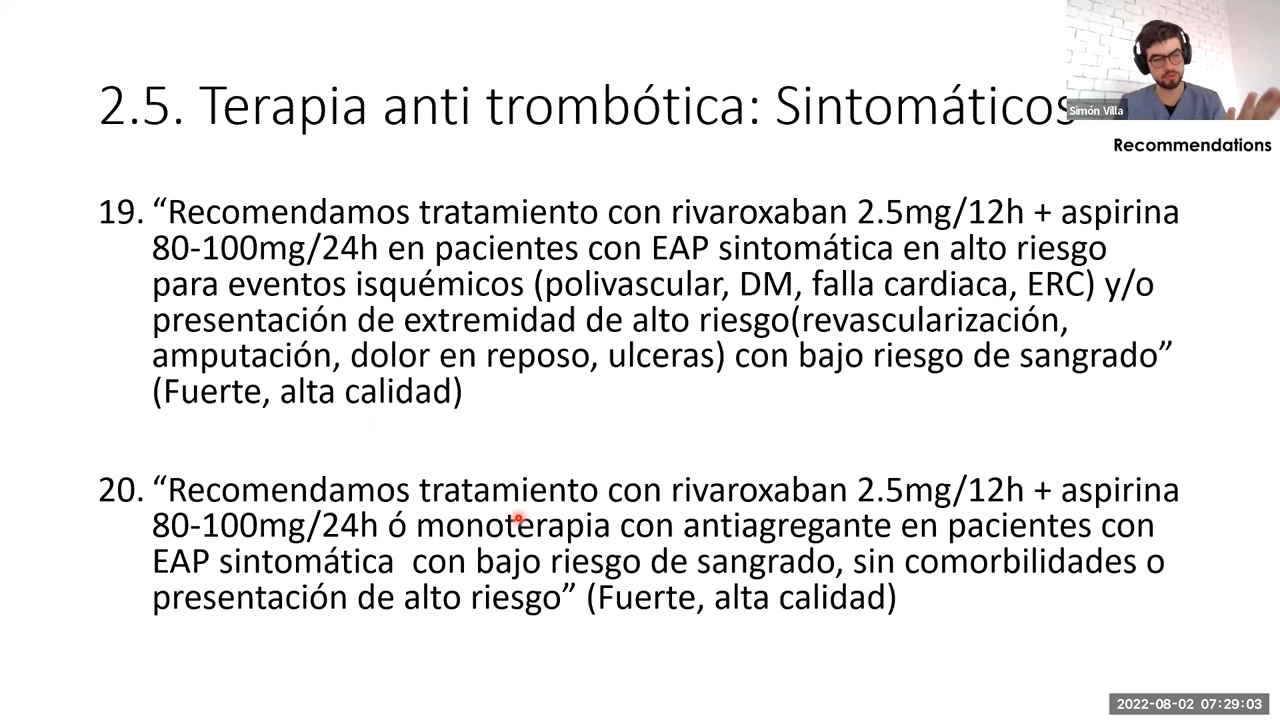 2.5. Terapia anti trombótica: Sintomáticos
Simón Villa
Recommendations
19. “Recomendamos tratamiento con rivaroxaban 2.5mg/12h + aspirina
80-100mg/24h en pacientes con EAP sintomática en alto riesgo
para eventos isquémicos (polivascular, DM, falla cardiaca, ERC) y/o
presentación de extremidad de alto riesgo(revascularización,
amputación, dolor en reposo, ulceras) con bajo riesgo de sangrado”
(Fuerte, alta calidad)
20. “Recomendamos tratamiento con rivaroxaban 2.5mg/12h + aspirina
80-100mg/24h ó monoterapia con antiagregante en pacientes con
EAP sintomática  con bajo riesgo de sangrado, sin comorbilidades o
presentación de alto riesgo” (Fuerte, alta calidad)
2022-08-02 07:29:03